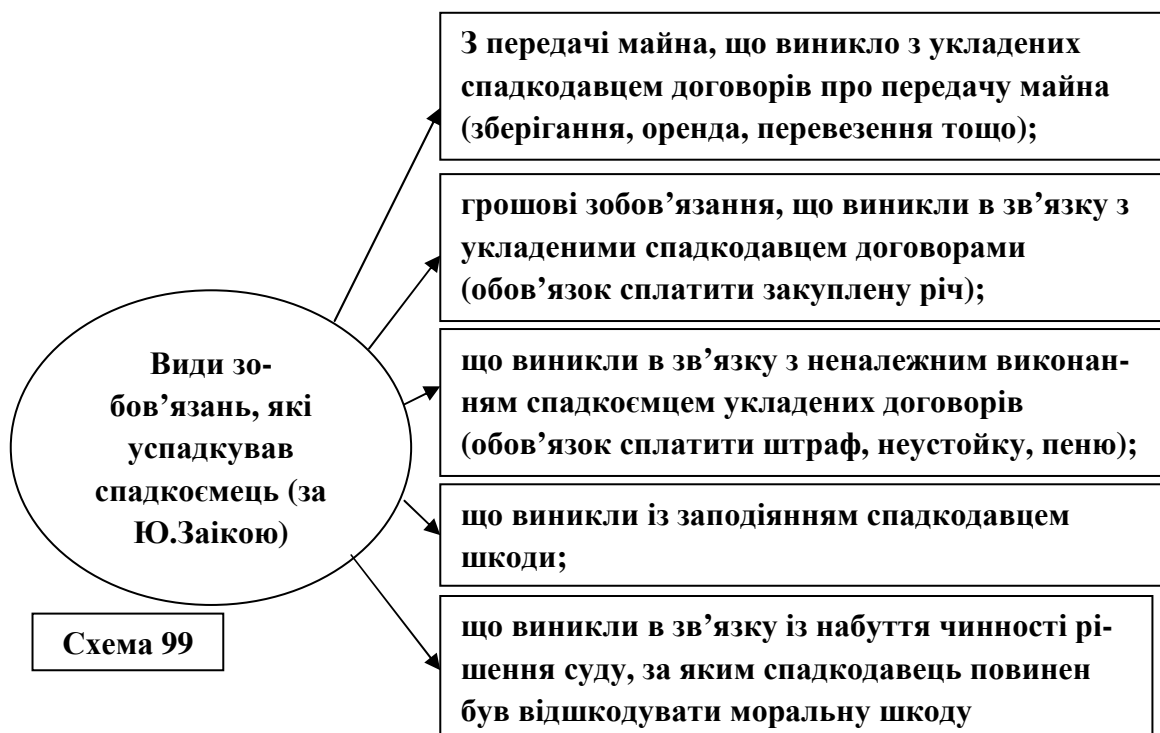 З передачі майна, що виникло з укладених
спадкодавцем договорів про передачу майна
(зберігання, оренда, перевезення тощо);
грошові зобов’язання, що виникли в зв’язку з
укладеними спадкодавцем договорами
(обов’язок сплатити закуплену річ);
Види зо-
бов’язань, які
успадкував
спадкоємець (за
Ю.Заікою)
що виникли в зв’язку з неналежним виконан-
ням спадкоємцем укладених договорів
(обов’язок сплатити штраф, неустойку, пеню);
що виникли із заподіянням спадкодавцем
шкоди;
Схема 99
що виникли в зв’язку із набуття чинності рі-
шення суду, за яким спадкодавець повинен
був відшкодувати моральну шкоду